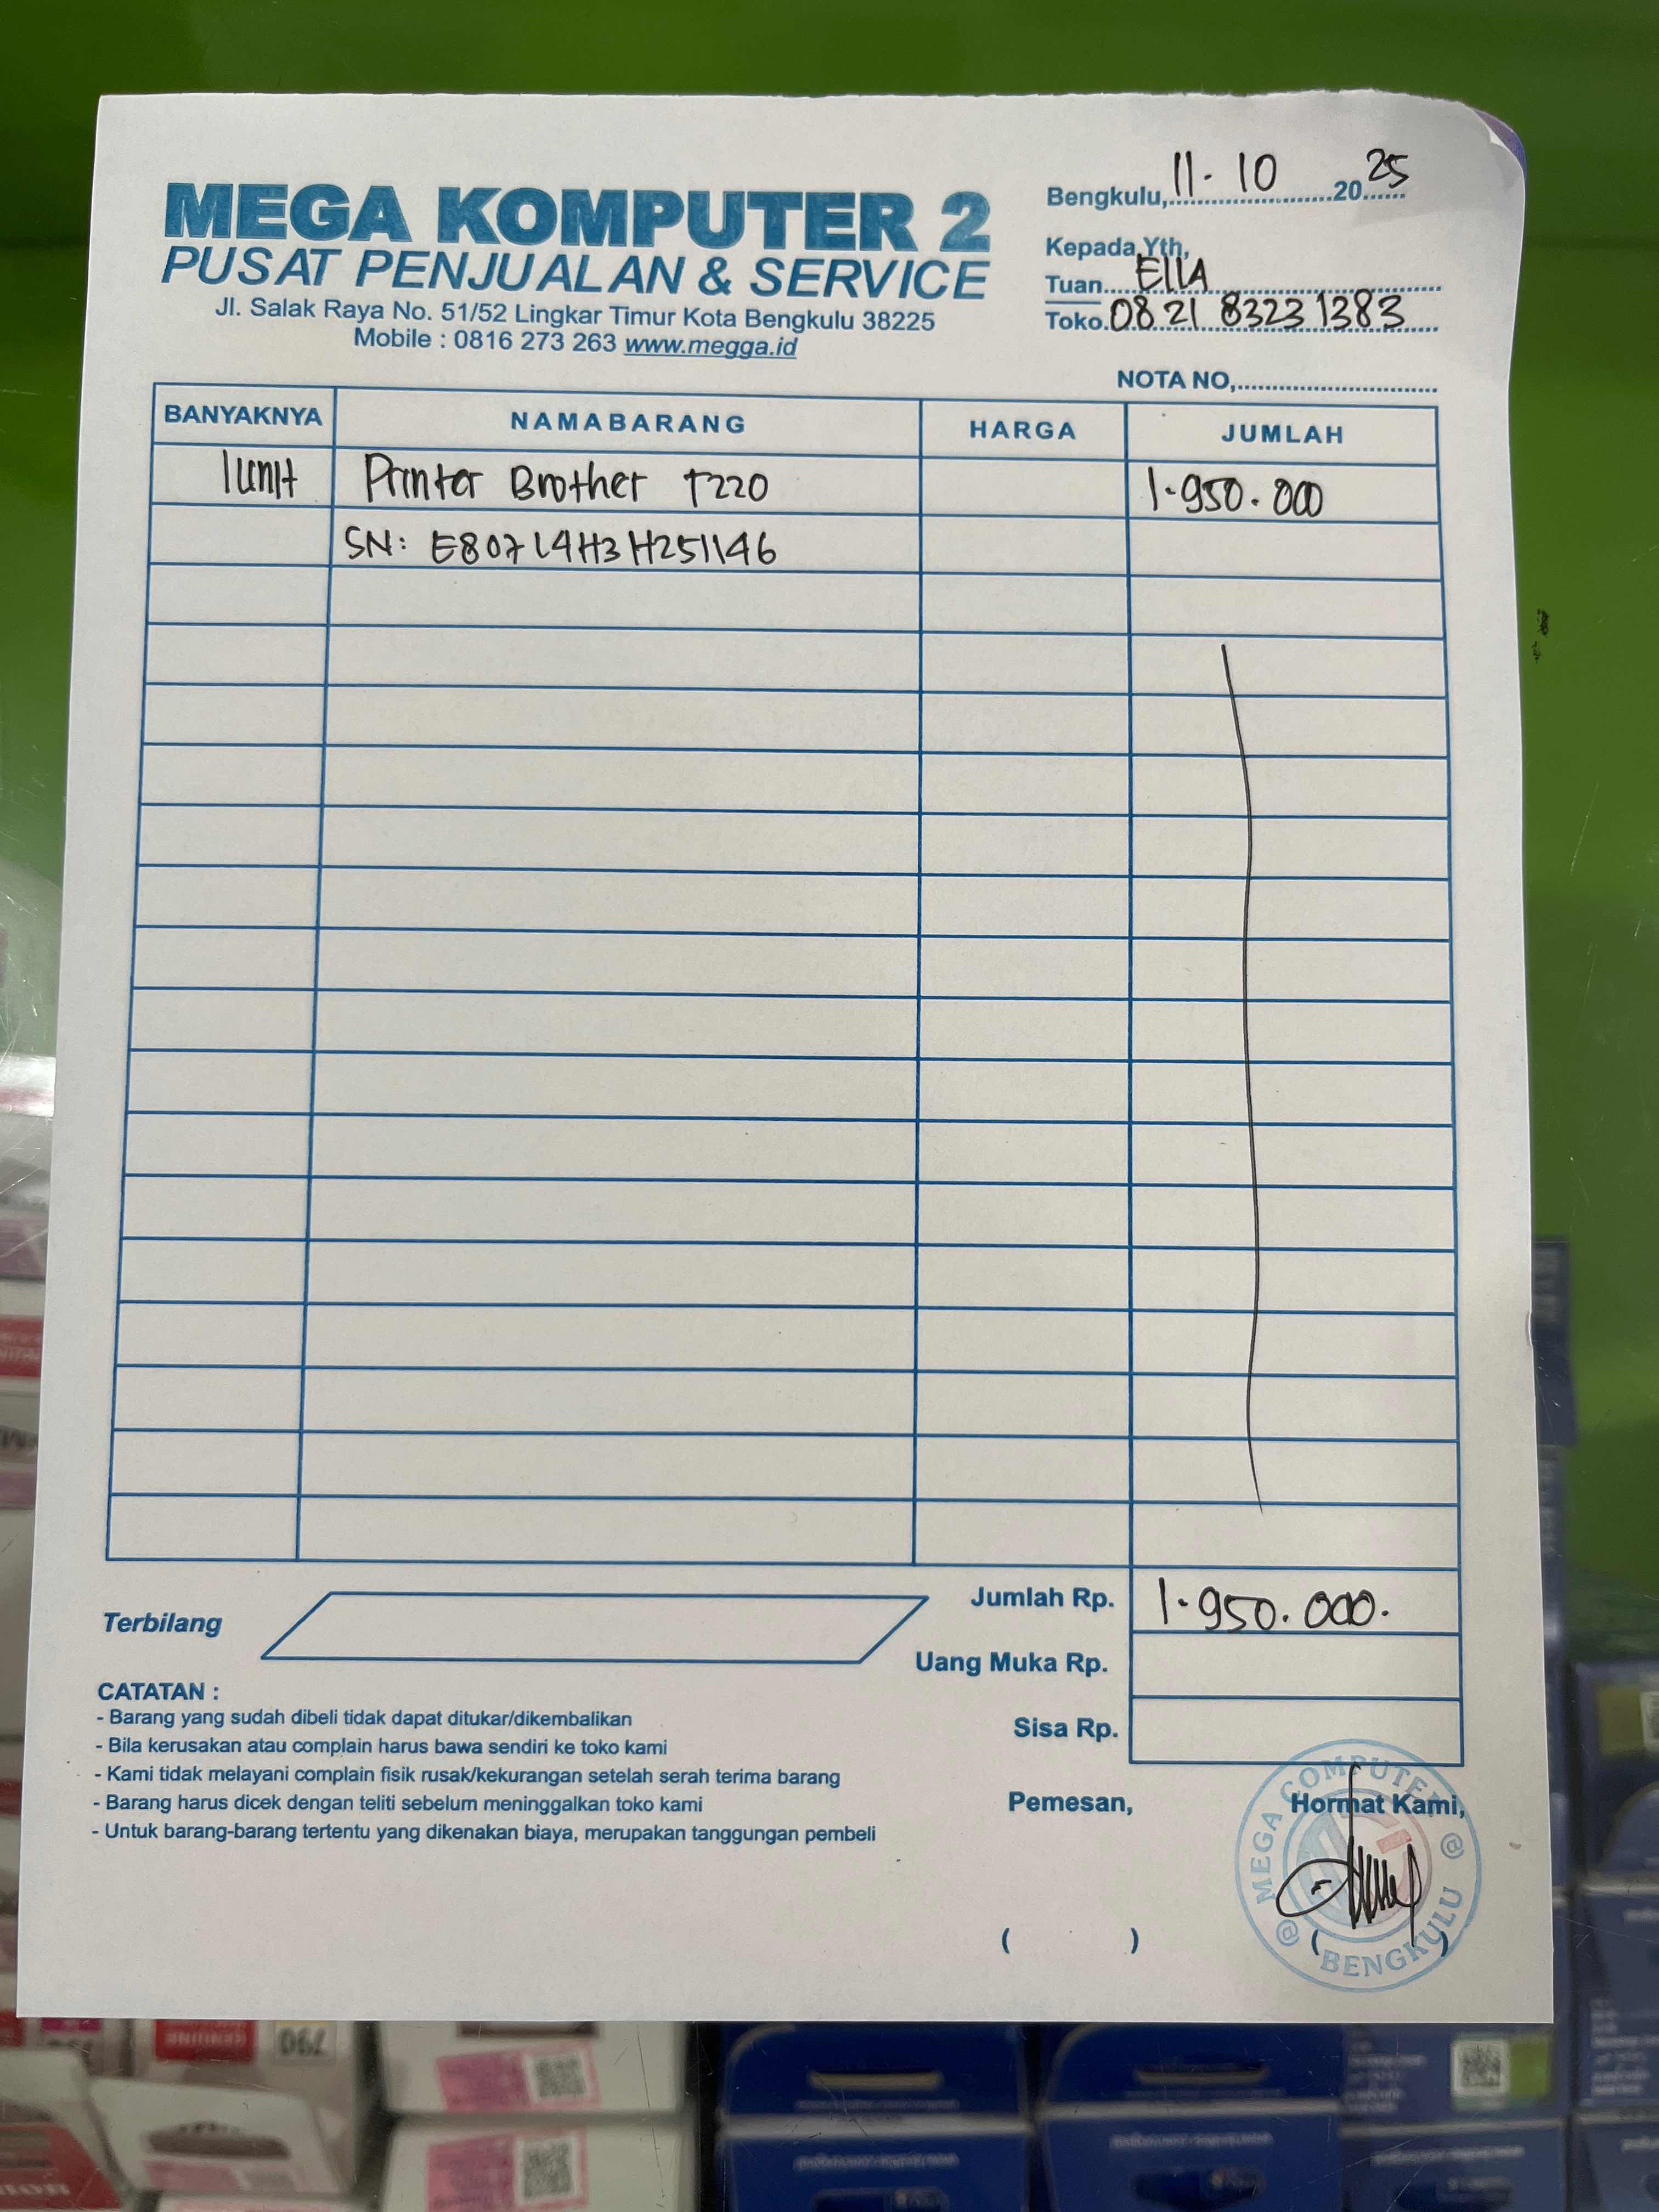 MEGA KOMPUTER 2
PUSAT PENJUALAN & SERVICE
Jl. Salak Raya No. 51/52 Lingkar Timur Kota Bengkulu 38225
Mobile : 0816 273 263 www.megga.id
Bengkulu, 11 - 10 20 25
Kepada Yth,
Tuan Ella
Toko 0821 8323 1383
NOTA NO,
BANYAKNYA NAMABARANG HARGA JUMLAH
1 unit Printer Brother T220 1.950.000
SN: E80714H3H251146
Jumlah Rp. 1.950.000.
Terbilang
Uang Muka Rp.
Sisa Rp.
CATATAN :
- Barang yang sudah dibeli tidak dapat ditukar/dikembalikan
- Bila kerusakan atau complain harus bawa sendiri ke toko kami
- Kami tidak melayani complain fisik rusak/kekurangan setelah serah terima barang
- Barang harus dicek dengan teliti sebelum meninggalkan toko kami
- Untuk barang-barang tertentu yang dikenakan biaya, merupakan tanggungan pembeli
Pemesan, Hormat Kami,
( ) ( )
@ MEGA COMPUTER @
BENGKULU
790